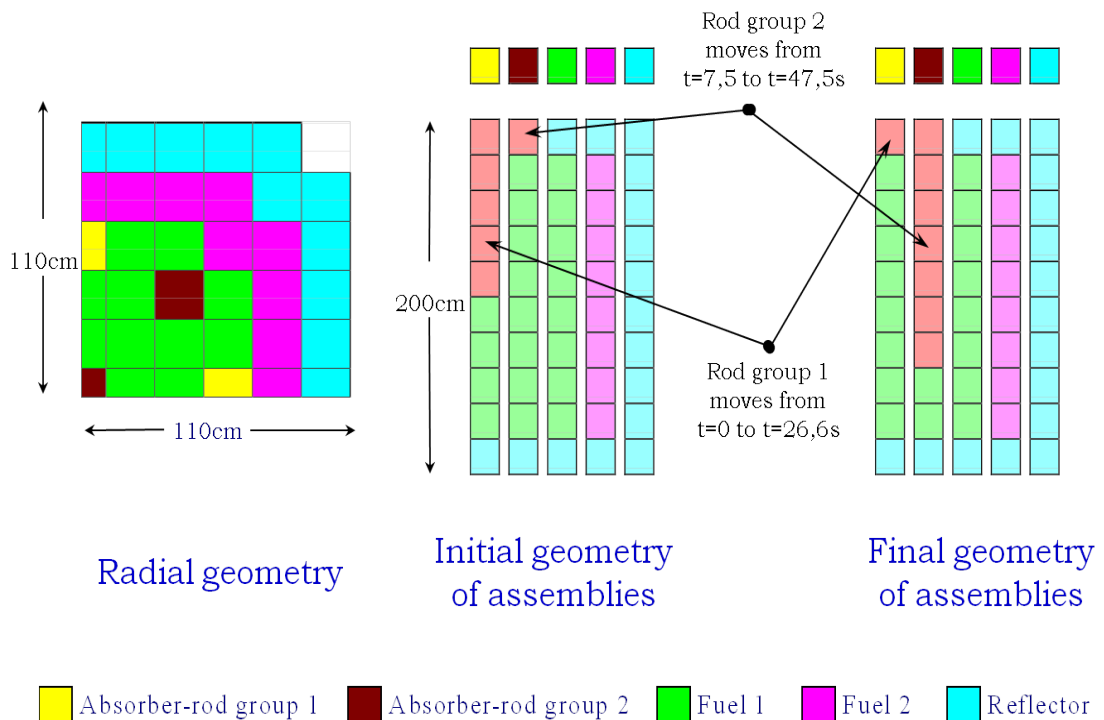 Rod group 2
moves from
t=7,5 to t=47,5s
110cm
110cm
200cm
Rod group 1
moves from
t=0 to t=26,6s
Radial geometry
Initial geometry
of assemblies
Final geometry
of assemblies
Absorber-rod group 1
Absorber-rod group 2
Fuel 1
Fuel 2
Reflector